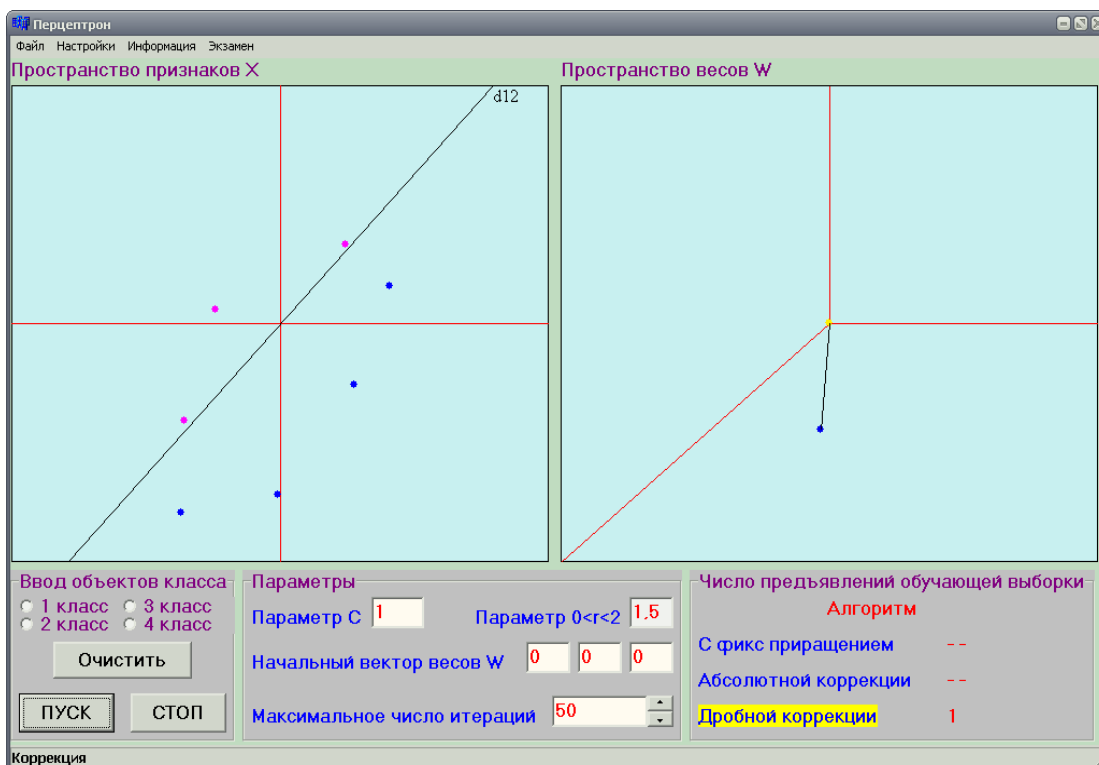 Перцептрон
Файл Настройки Информация Экзамен
Пространство признаков X
Пространство весов W
d12
Ввод объектов класса
1 класс 3 класс
2 класс 4 класс
Очистить
ПУСК СТОП
Параметры
Параметр C 1 Параметр 0<r<2 1,5
Начальный вектор весов W 0 0 0
Максимальное число итераций 50
Число предъявлений обучающей выборки
Алгоритм
С фикс приращением --
Абсолютной коррекции --
Дробной коррекции 1
Коррекция